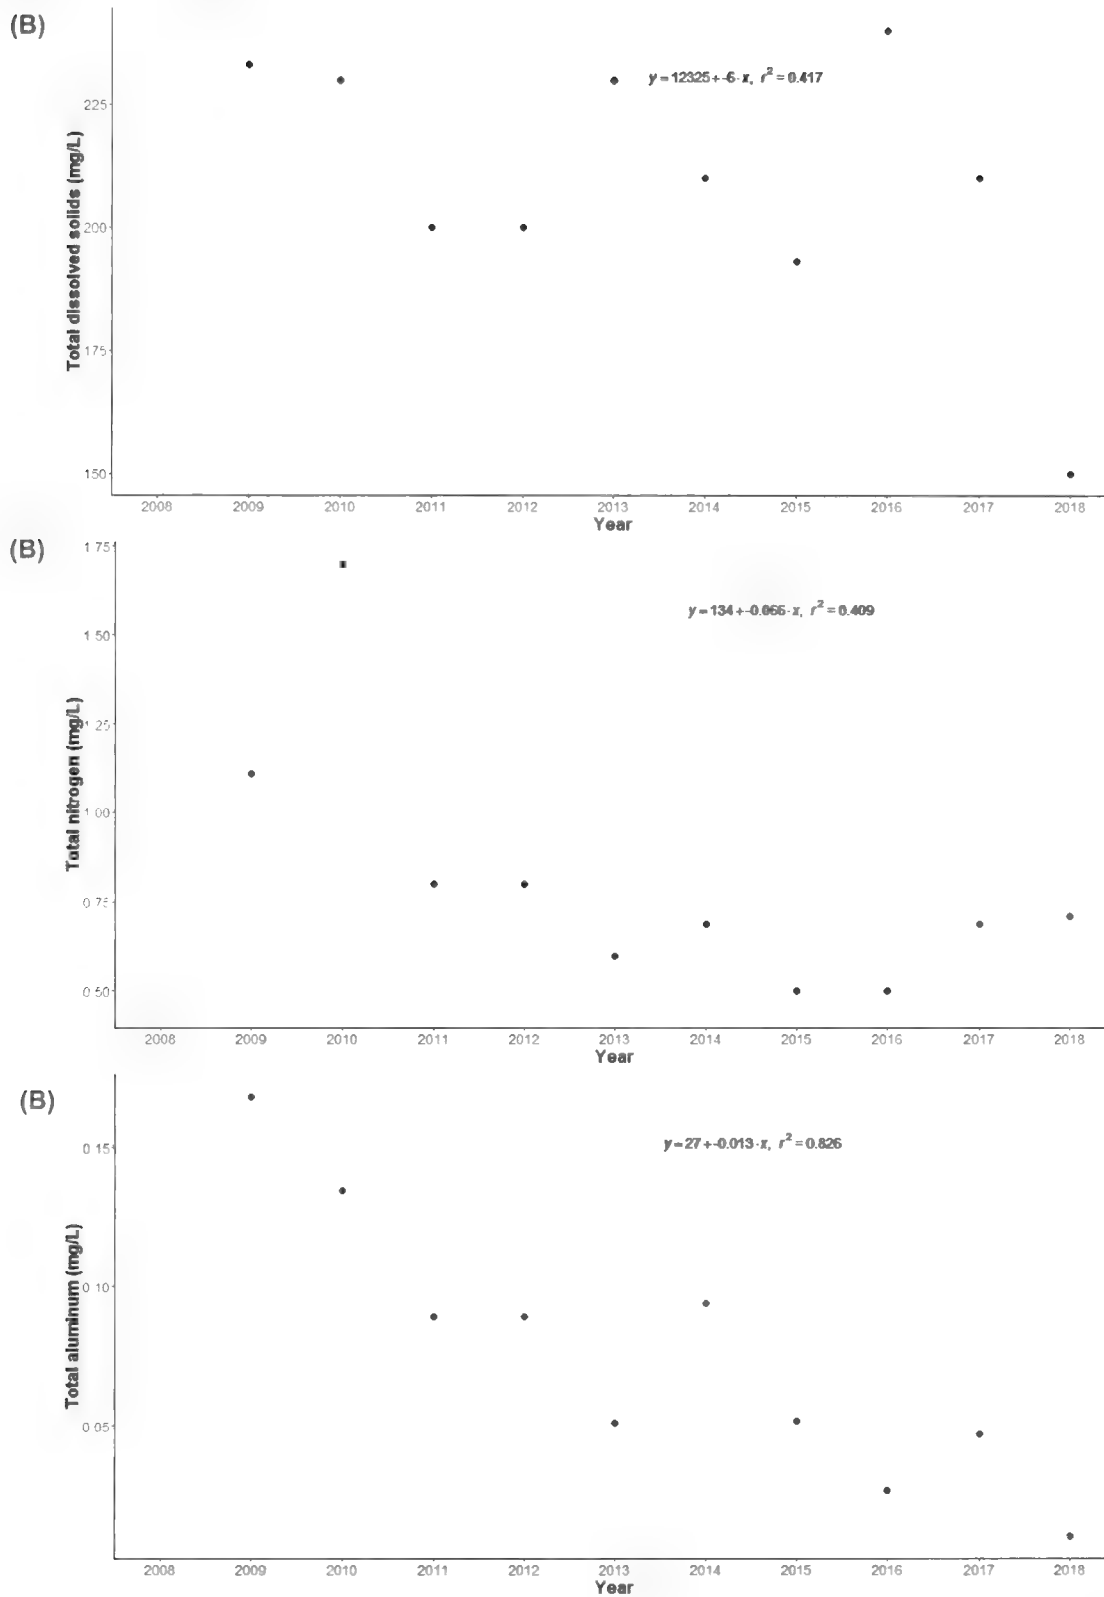 (B)
Total dissolved solids (mg/L)
225
200
175
150
y = 12325 + -6 · x, r² = 0.417
2008 2009 2010 2011 2012 2013 2014 2015 2016 2017 2018
Year
(B)
Total nitrogen (mg/L)
1.75
1.50
1.25
1.00
0.75
0.50
y = 134 + -0.066 · x, r² = 0.409
2008 2009 2010 2011 2012 2013 2014 2015 2016 2017 2018
Year
(B)
Total aluminum (mg/L)
0.15
0.10
0.05
y = 27 + -0.013 · x, r² = 0.826
2008 2009 2010 2011 2012 2013 2014 2015 2016 2017 2018
Year